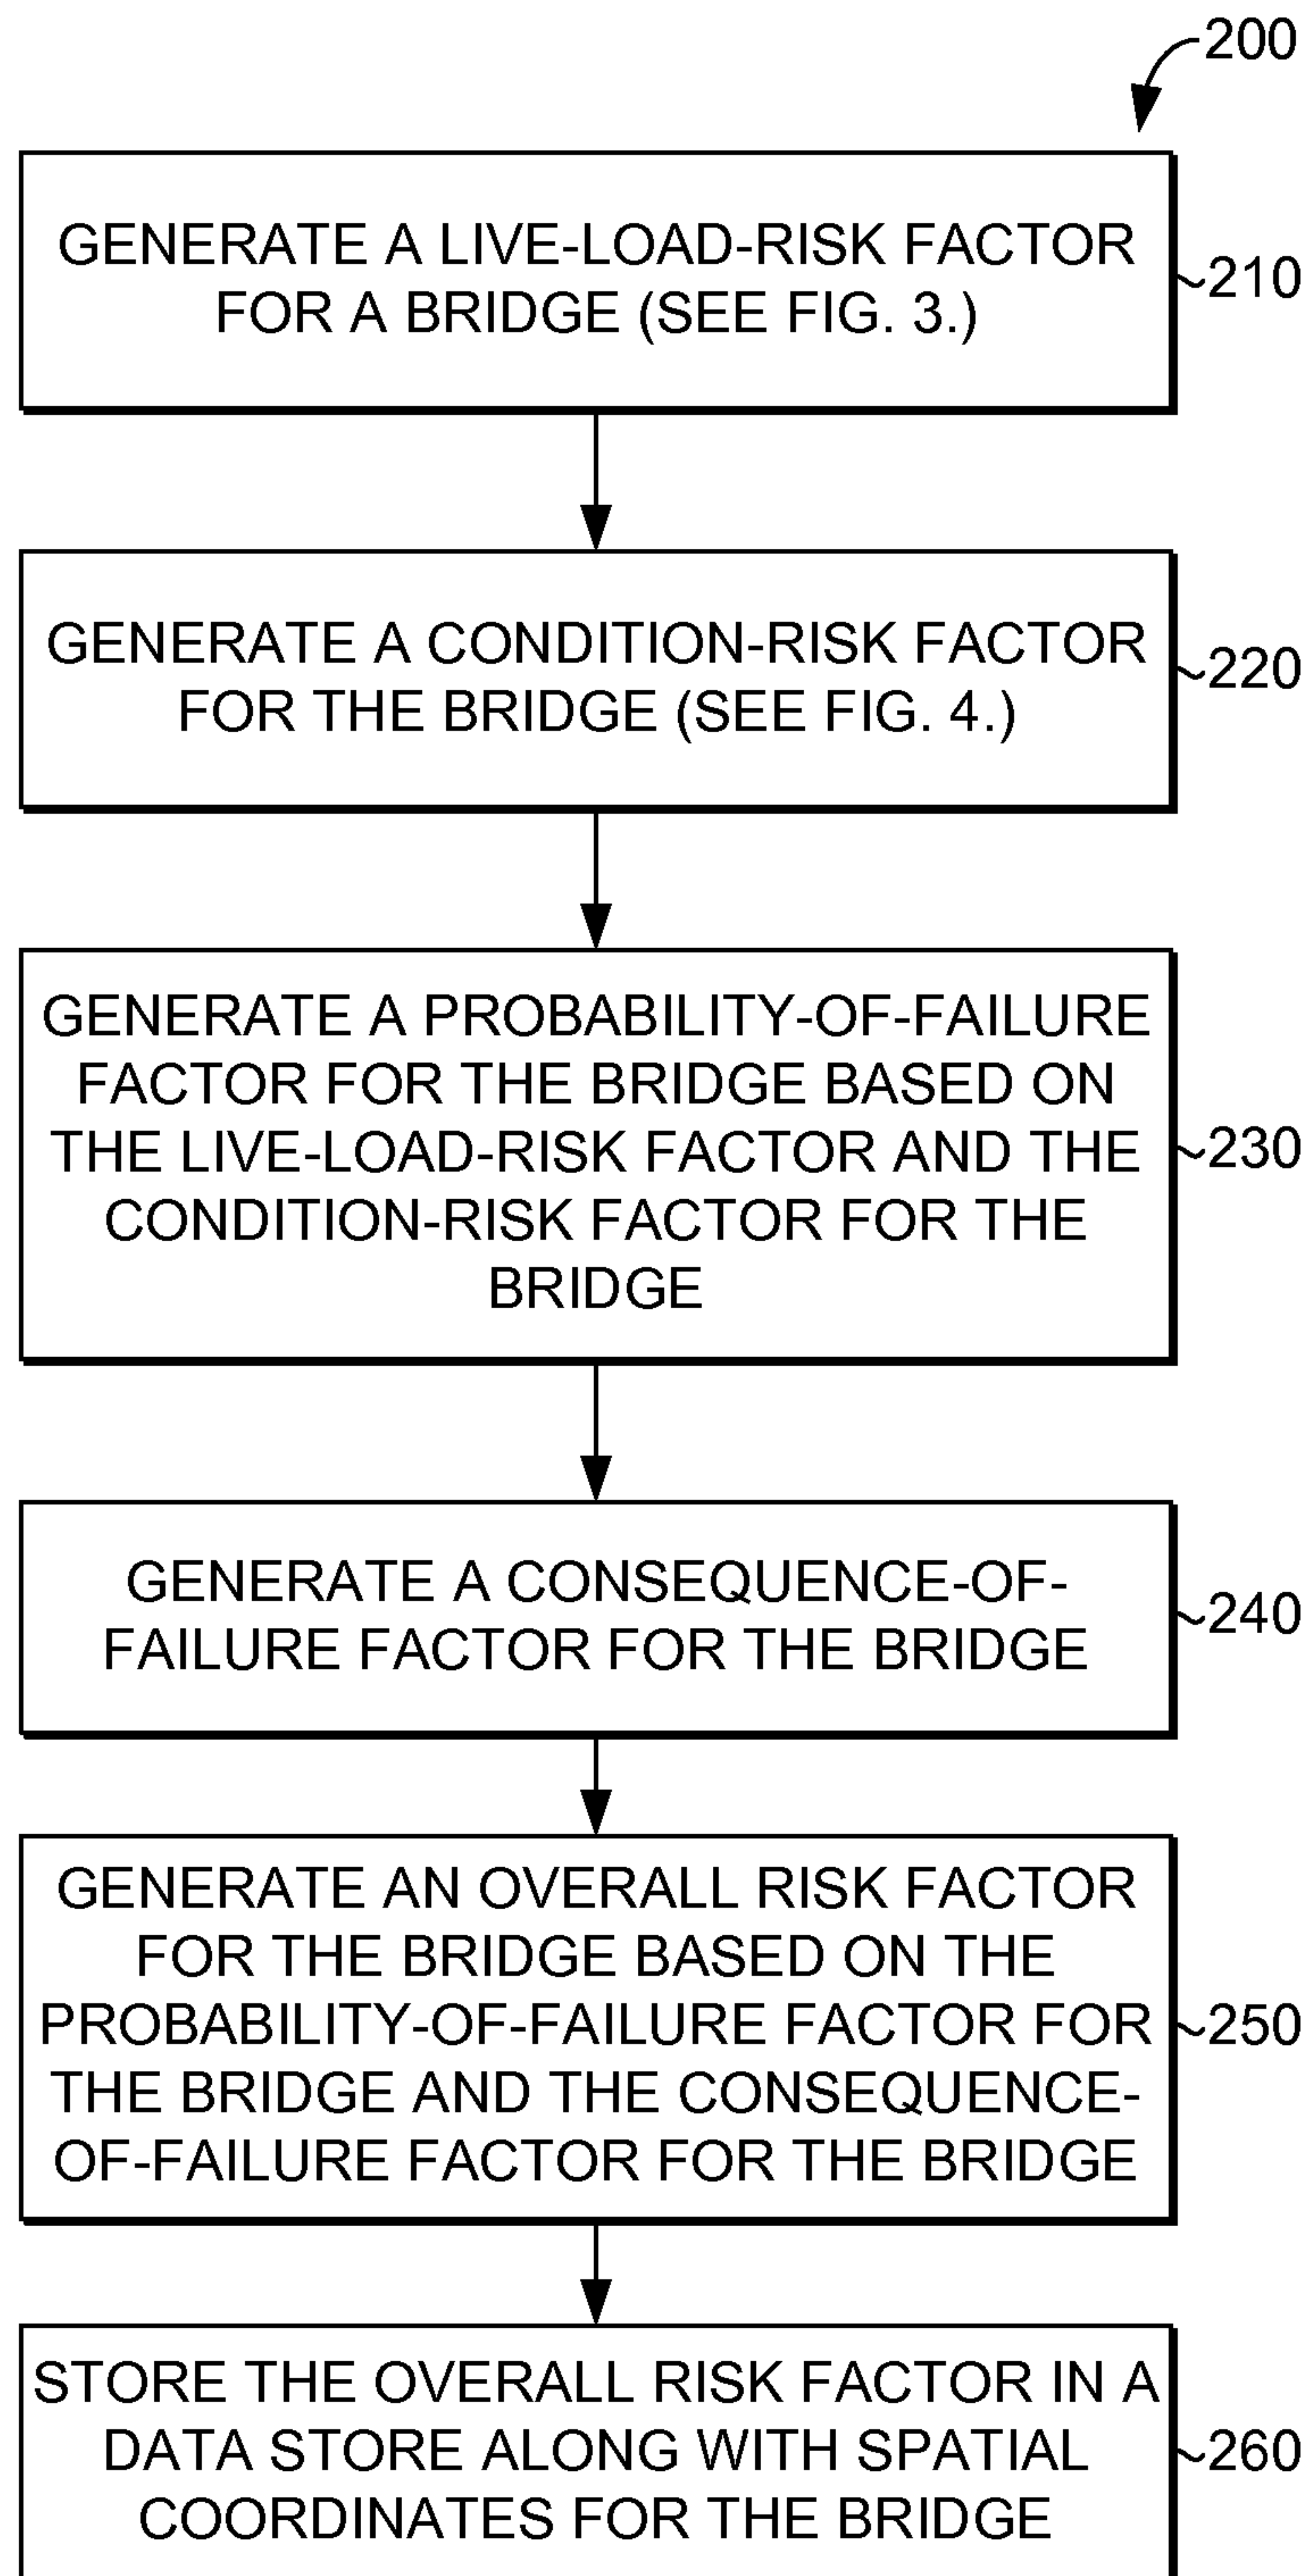 200
GENERATE A LIVE-LOAD-RISK FACTOR
FOR A BRIDGE (SEE FIG. 3.)
210
GENERATE A CONDITION-RISK FACTOR
FOR THE BRIDGE (SEE FIG. 4.)
220
GENERATE A PROBABILITY-OF-FAILURE
FACTOR FOR THE BRIDGE BASED ON
THE LIVE-LOAD-RISK FACTOR AND THE
CONDITION-RISK FACTOR FOR THE
BRIDGE
230
GENERATE A CONSEQUENCE-OF-
FAILURE FACTOR FOR THE BRIDGE
240
GENERATE AN OVERALL RISK FACTOR
FOR THE BRIDGE BASED ON THE
PROBABILITY-OF-FAILURE FACTOR FOR
THE BRIDGE AND THE CONSEQUENCE-
OF-FAILURE FACTOR FOR THE BRIDGE
250
STORE THE OVERALL RISK FACTOR IN A
DATA STORE ALONG WITH SPATIAL
COORDINATES FOR THE BRIDGE
260